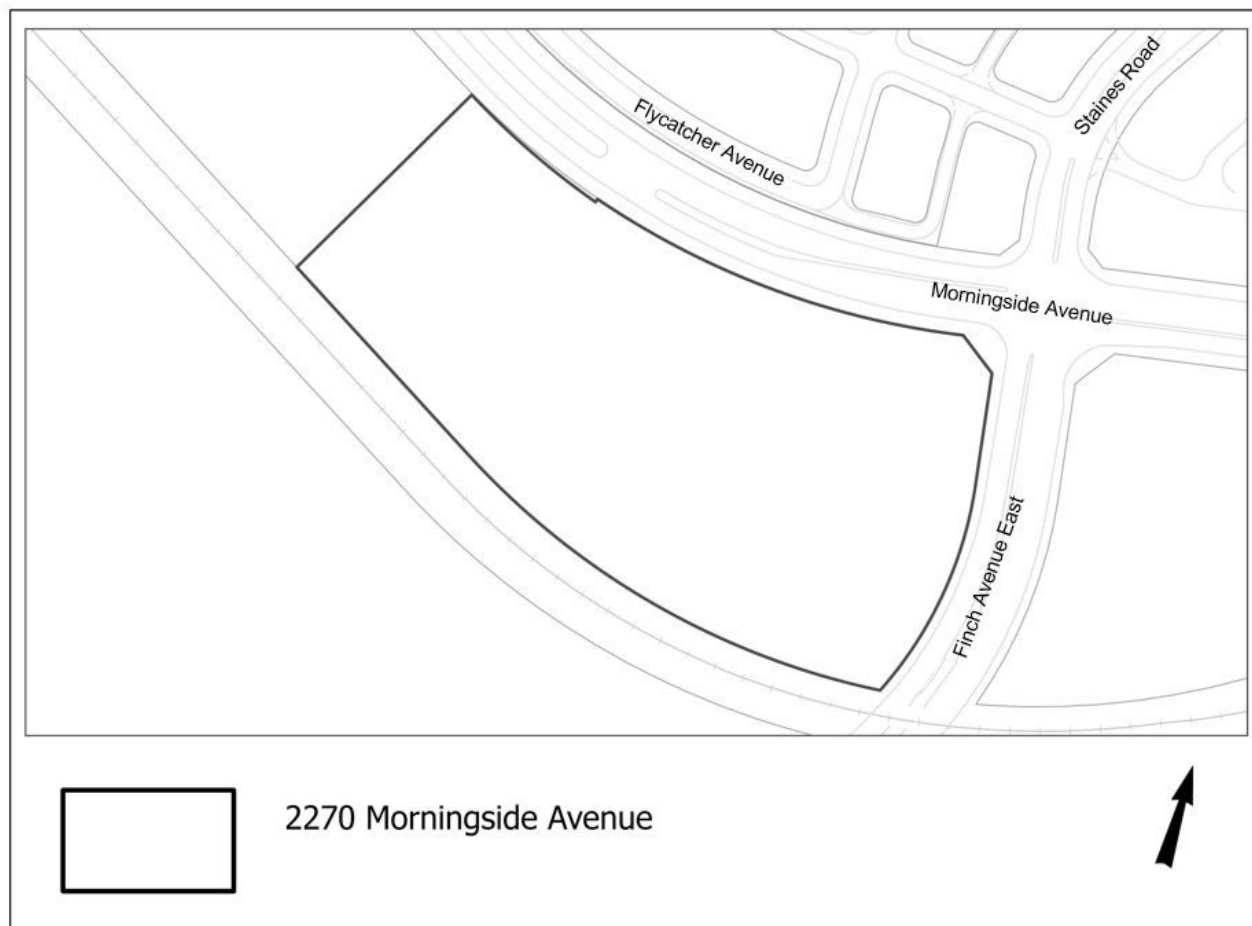 Staines Road
Flycatcher Avenue
Morningside Avenue
Finch Avenue East
2270 Morningside Avenue